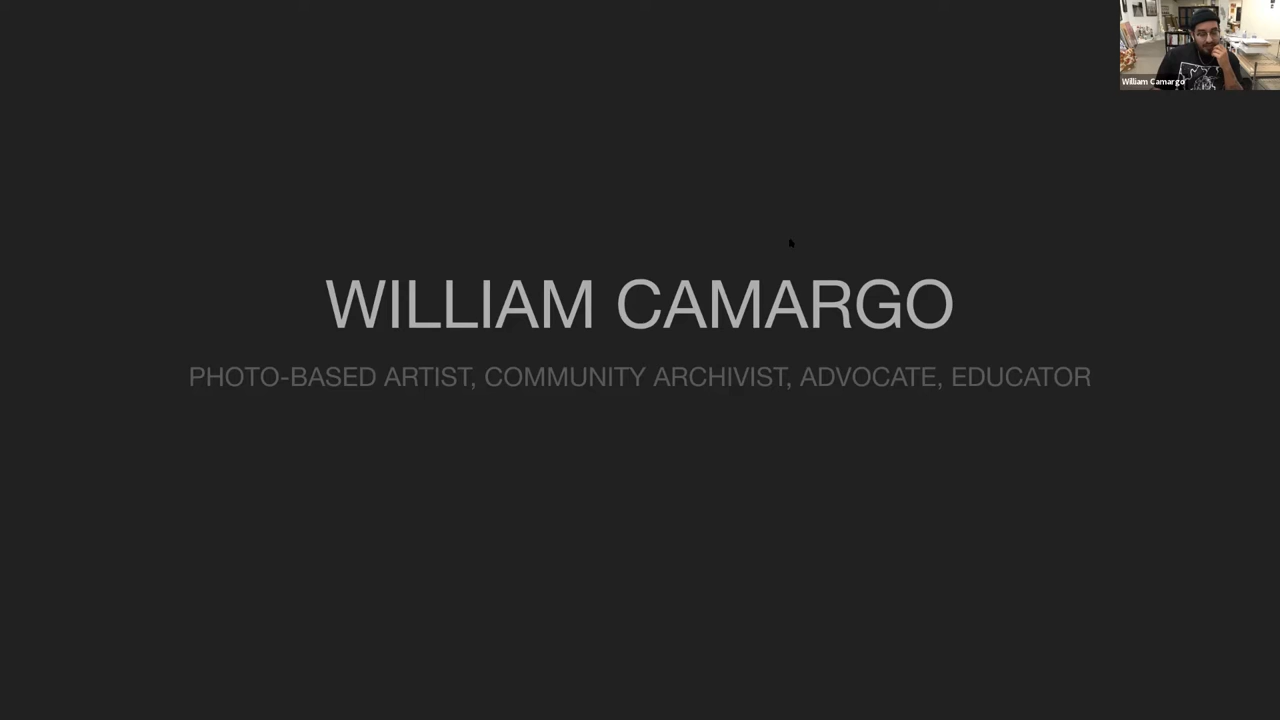 William Camargo
WILLIAM CAMARGO
PHOTO-BASED ARTIST, COMMUNITY ARCHIVIST, ADVOCATE, EDUCATOR